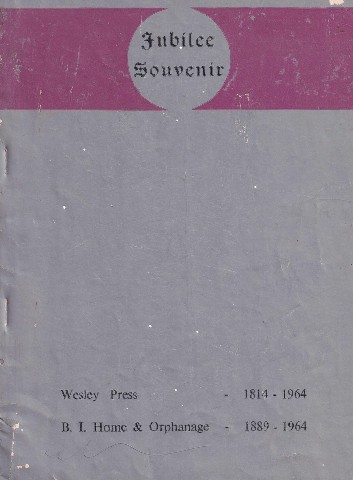 Jubilee
Souvenir
Wesley Press - 1814 - 1964
B. I. Home & Orphanage - 1889 - 1964